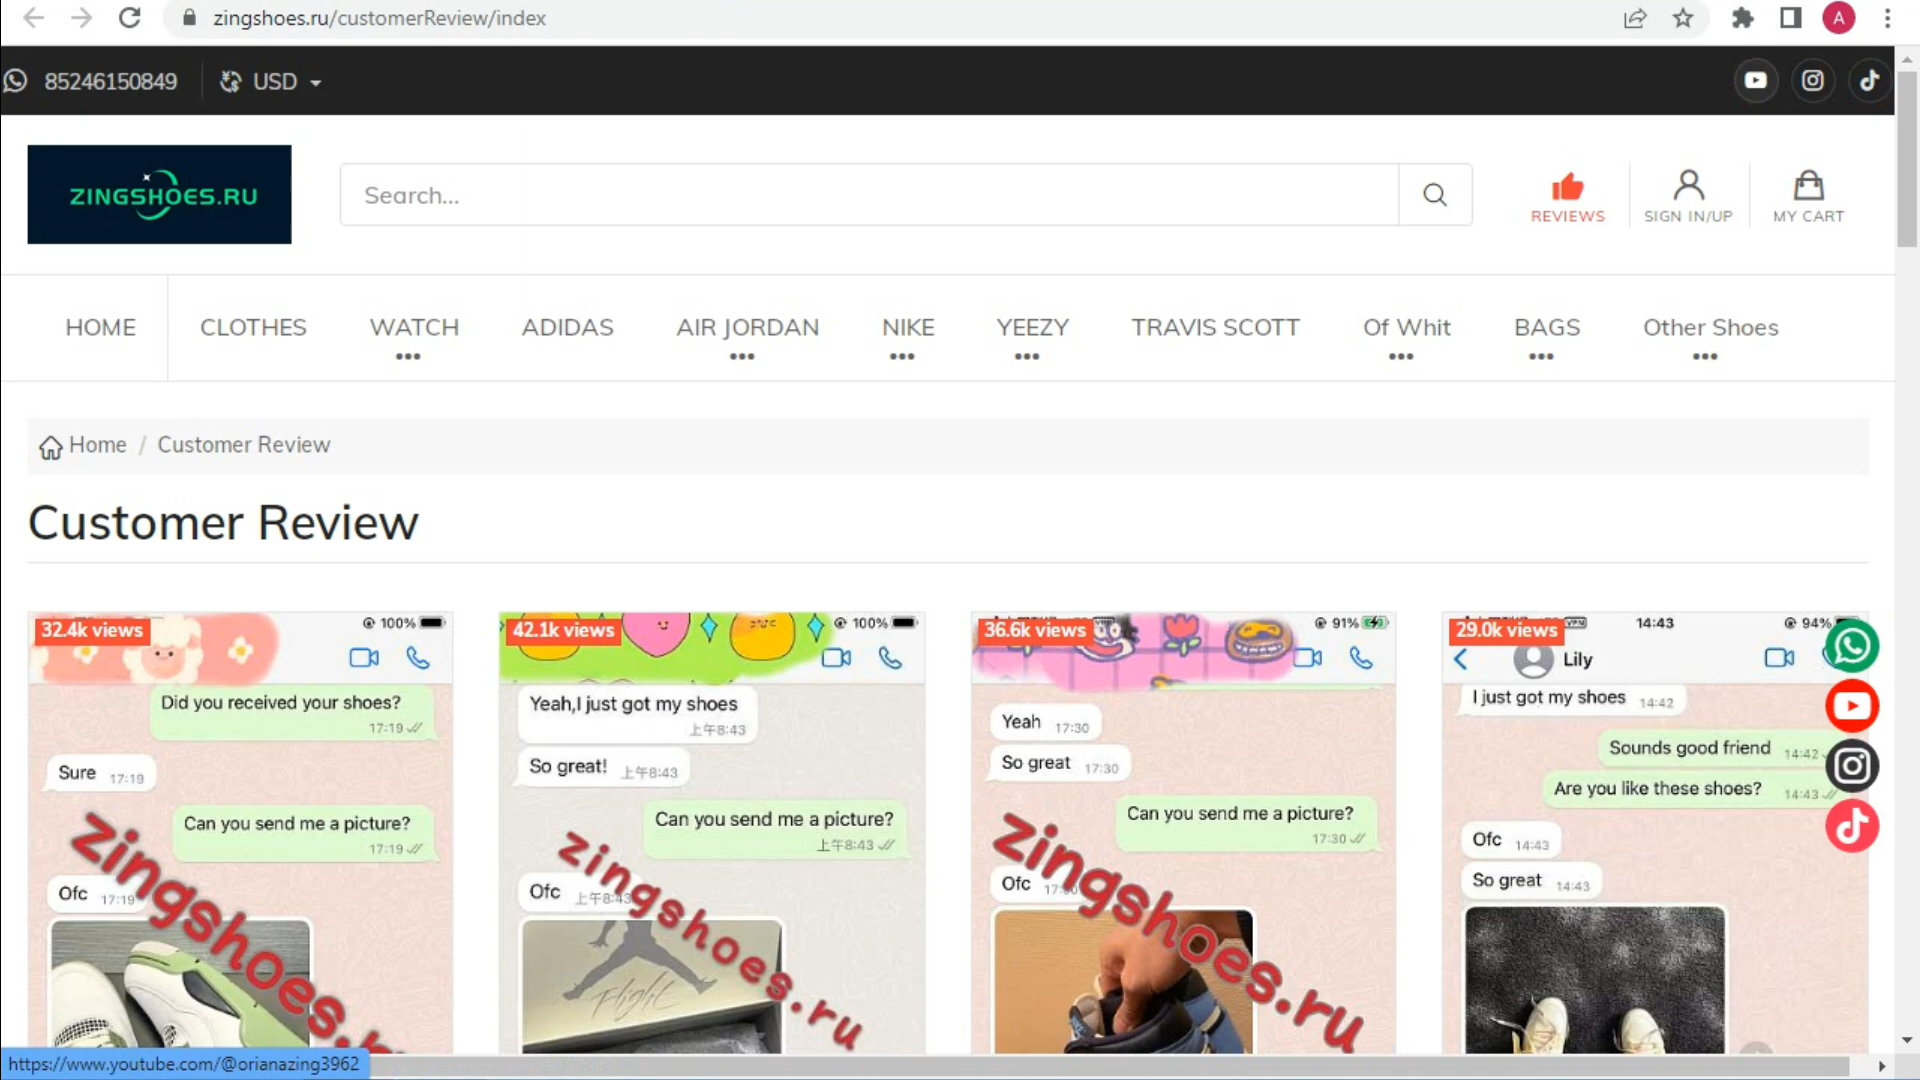 zingshoes.ru/customerReview/index
A
85246150849
USD
ZINGSHOES.RU
Search...
REVIEWS
SIGN IN/UP
MY CART
HOME
CLOTHES
WATCH
ADIDAS
AIR JORDAN
NIKE
YEEZY
TRAVIS SCOTT
Of Whit
BAGS
Other Shoes
Home / Customer Review
Customer Review
32.4k views
100%
Did you received your shoes?
17:19
Sure 17:19
Can you send me a picture?
17:19
Ofc 17:19
zingshoes.ru
42.1k views
100%
Yeah,I just got my shoes
上午8:43
So great! 上午8:43
Can you send me a picture?
上午8:43
Ofc 上午8:43
Flight
zingshoes.ru
36.6k views
91%
Yeah 17:30
So great 17:30
Can you send me a picture?
17:30
Ofc
zingshoes.ru
29.0k views
VPN
14:43
94%
Lily
I just got my shoes 14:42
Sounds good friend 14:42
Are you like these shoes? 14:43
Ofc 14:43
So great 14:43
https://www.youtube.com/@orianazing3962